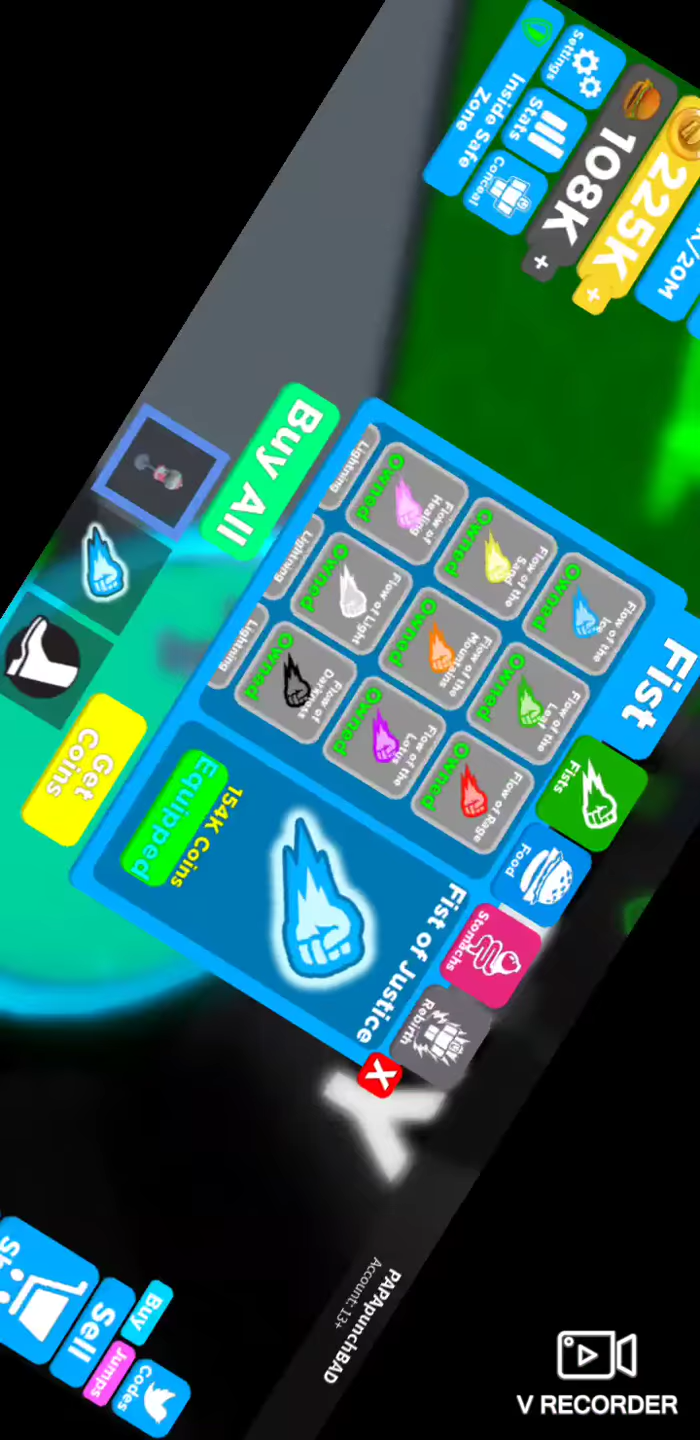 Settings
Stats
Conceal
Inside Safe
Zone
108K
+
225K
+
K/20M
Fist
Flow of the
Ice
Owned
Flow of the
Leaf
Owned
Flow of Rage
Owned
Flow of the
Sand
Owned
Flow of the
Mountains
Owned
Flow of the
Lotus
Owned
Flow of
Healing
Owned
Flow of Light
Owned
Flow of
Darkness
Owned
Lightning
Lightning
Lightning
Fist of Justice
154K Coins
Equipped
Fists
Food
Stomachs
Rebirth
X
Buy All
Get
Coins
Y
PAPApunchBAD
Account: 13+
Sell
Buy
Jumps
Codes
V RECORDER